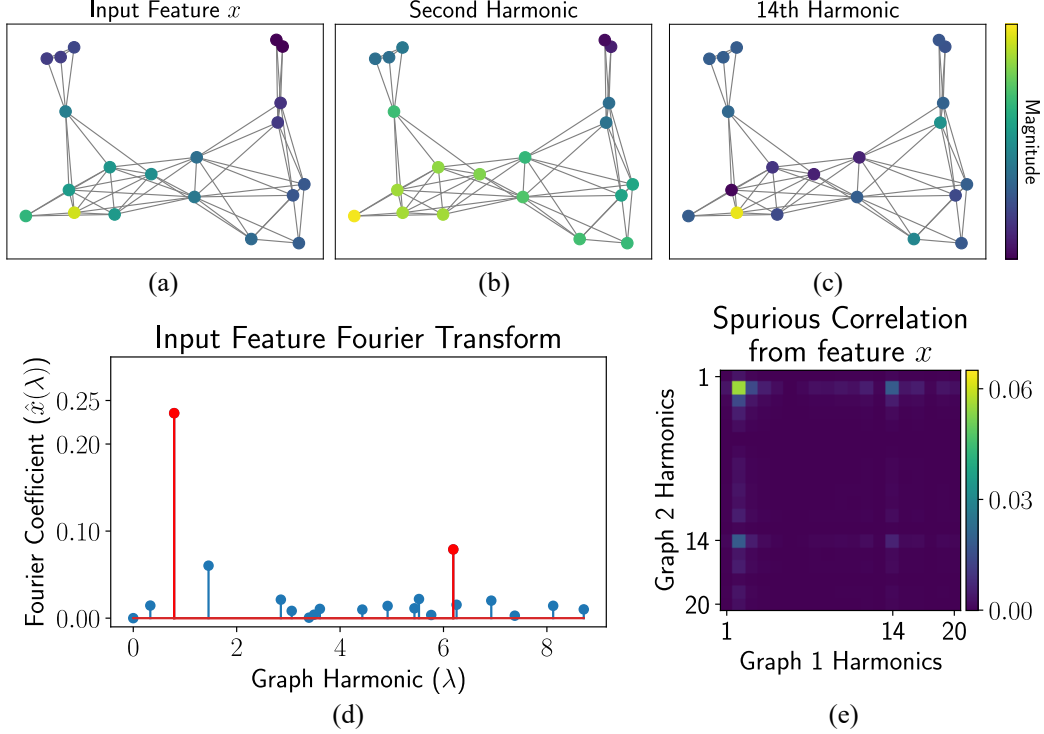 Input Feature x
Second Harmonic
14th Harmonic
Magnitude
(a)
(b)
(c)
Input Feature Fourier Transform
Fourier Coefficient (x̂(λ))
0.25
0.20
0.10
0.00
0
2
4
6
8
Graph Harmonic (λ)
(d)
Spurious Correlation
from feature x
Graph 2 Harmonics
1
14
20
1
14
20
Graph 1 Harmonics
0.06
0.03
0.00
(e)